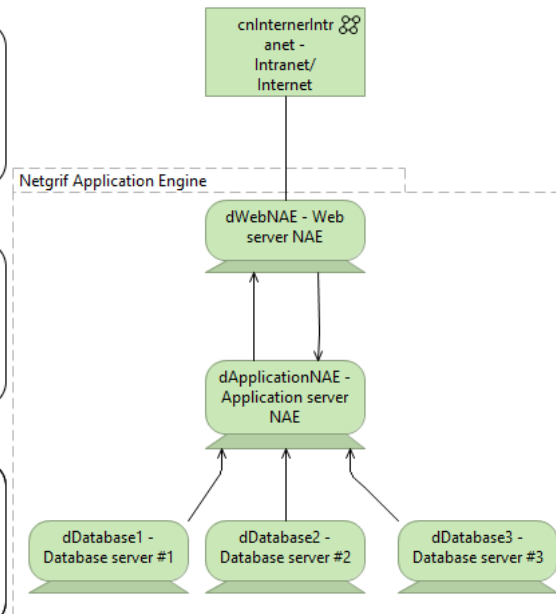 cnInternerIntr
anet -
Intranet/
Internet
Netgrif Application Engine
dWebNAE - Web
server NAE
dApplicationNAE -
Application server
NAE
dDatabase1 -
Database server #1
dDatabase2 -
Database server #2
dDatabase3 -
Database server #3